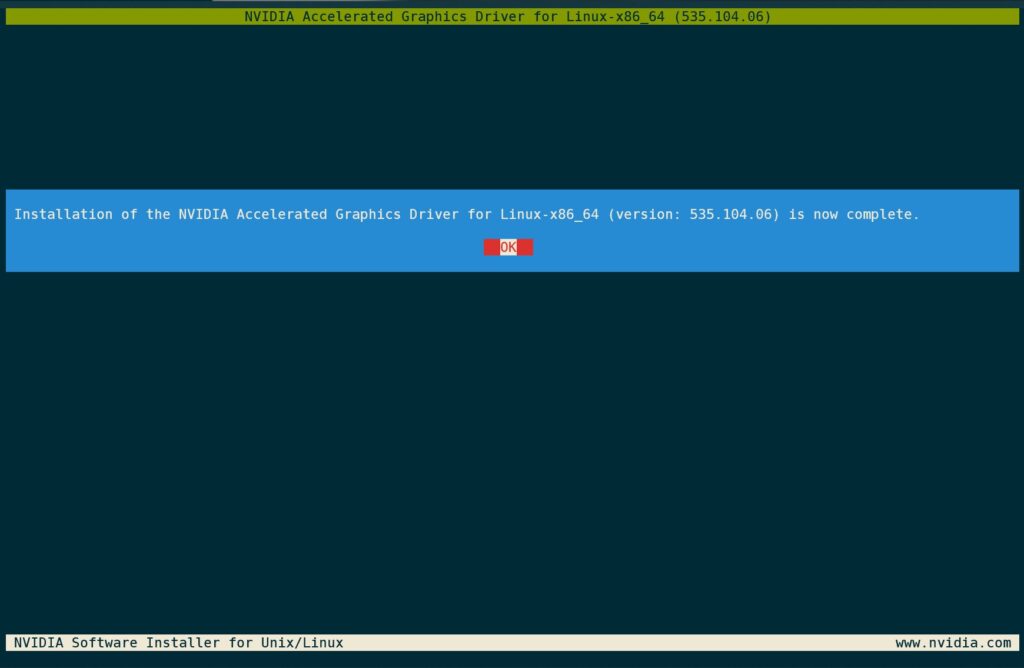 NVIDIA Accelerated Graphics Driver for Linux-x86_64 (535.104.06)
Installation of the NVIDIA Accelerated Graphics Driver for Linux-x86_64 (version: 535.104.06) is now complete.
OK
NVIDIA Software Installer for Unix/Linux www.nvidia.com